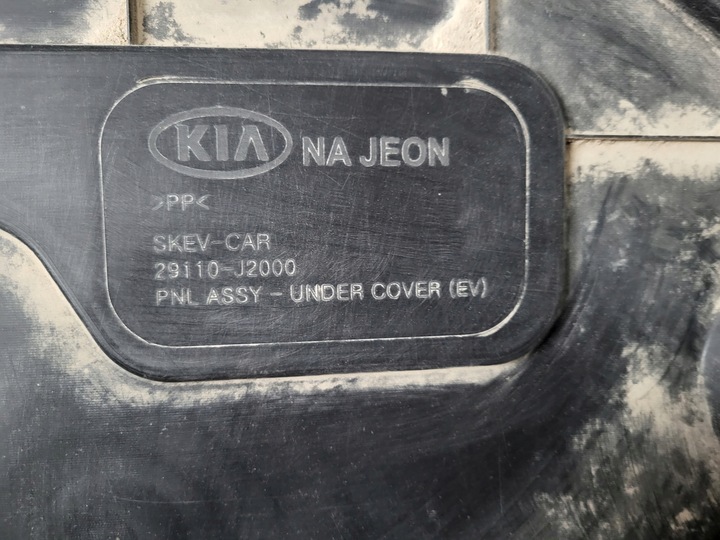 KIA NA JEON
>PP<
SKEV-CAR
29110-J2000
PNL ASSY - UNDER COVER (EV)